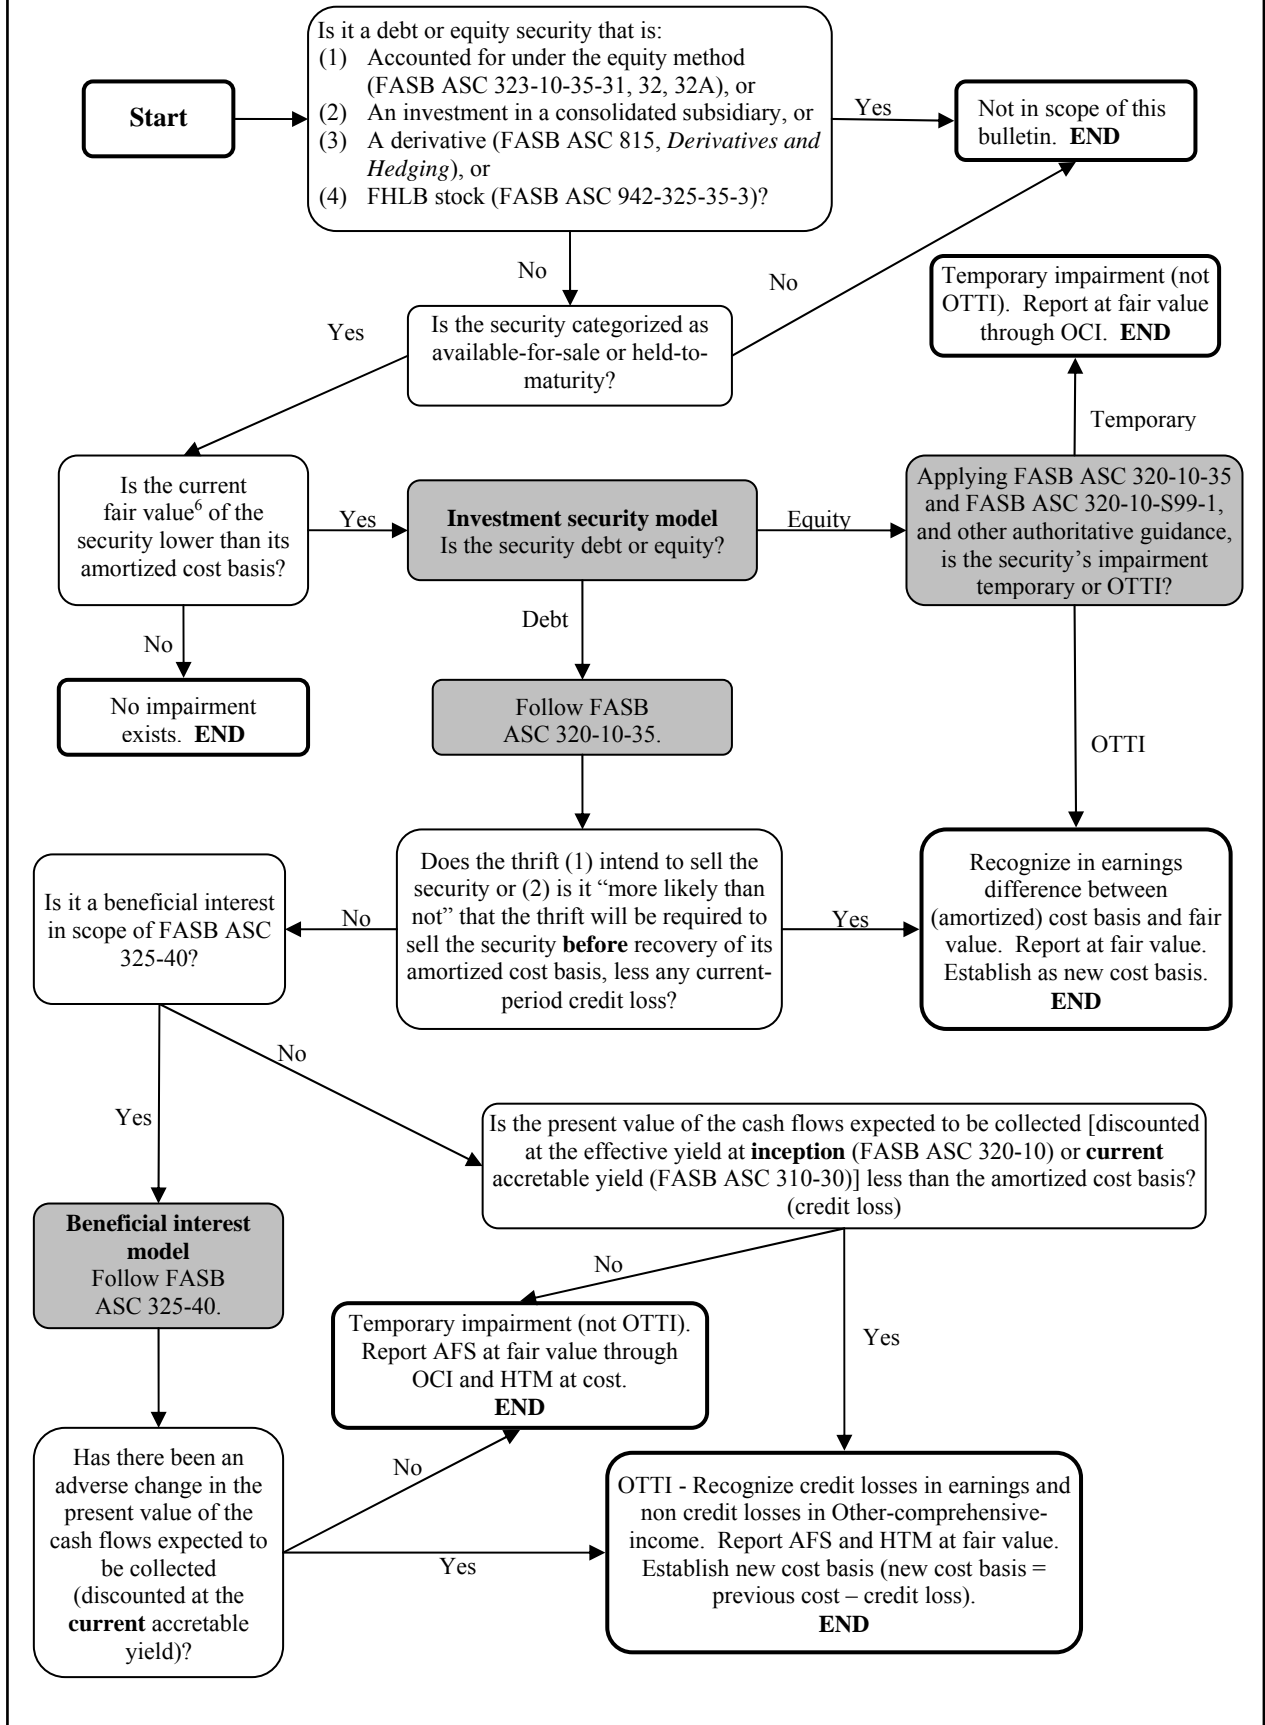 Is it a debt or equity security that is:
(1) Accounted for under the equity method
(FASB ASC 323-10-35-31, 32, 32A), or
(2) An investment in a consolidated subsidiary, or
(3) A derivative (FASB ASC 815, Derivatives and
Hedging), or
(4) FHLB stock (FASB ASC 942-325-35-3)?
Start
Yes
Not in scope of this
bulletin. END
No
No
Temporary impairment (not
OTTI). Report at fair value
through OCI. END
Yes
Is the security categorized as
available-for-sale or held-to-
maturity?
Temporary
Is the current
fair value6 of the
security lower than its
amortized cost basis?
Yes
Investment security model
Is the security debt or equity?
Equity
Applying FASB ASC 320-10-35
and FASB ASC 320-10-S99-1,
and other authoritative guidance,
is the security’s impairment
temporary or OTTI?
Debt
No
No impairment
exists. END
Follow FASB
ASC 320-10-35.
OTTI
Is it a beneficial interest
in scope of FASB ASC
325-40?
No
Does the thrift (1) intend to sell the
security or (2) is it “more likely than
not” that the thrift will be required to
sell the security before recovery of its
amortized cost basis, less any current-
period credit loss?
Yes
Recognize in earnings
difference between
(amortized) cost basis and fair
value. Report at fair value.
Establish as new cost basis.
END
No
Yes
Is the present value of the cash flows expected to be collected [discounted
at the effective yield at inception (FASB ASC 320-10) or current
accretable yield (FASB ASC 310-30)] less than the amortized cost basis?
(credit loss)
Beneficial interest
model
Follow FASB
ASC 325-40.
No
Yes
Temporary impairment (not OTTI).
Report AFS at fair value through
OCI and HTM at cost.
END
Has there been an
adverse change in the
present value of the
cash flows expected to
be collected
(discounted at the
current accretable
yield)?
No
Yes
OTTI - Recognize credit losses in earnings and
non credit losses in Other-comprehensive-
income. Report AFS and HTM at fair value.
Establish new cost basis (new cost basis =
previous cost – credit loss).
END